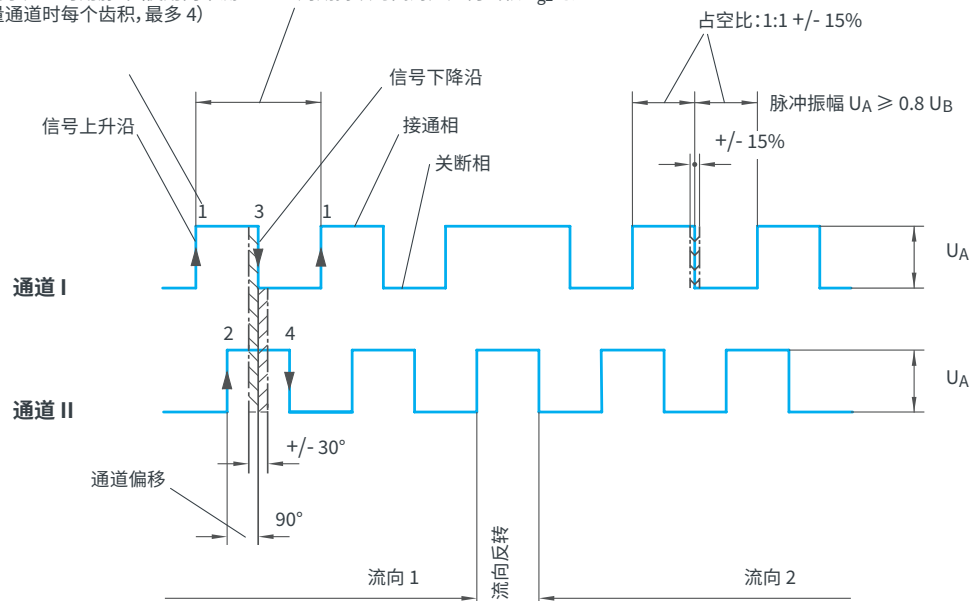 量通道时每个齿积,最多 4)
占空比:1:1 +/- 15%
信号下降沿
脉冲振幅 UA ≥ 0.8 UB
信号上升沿
接通相
+/- 15%
关断相
1
3
1
UA
通道 I
2
4
UA
通道 II
+/- 30°
通道偏移
90°
流向反转
流向 1
流向 2